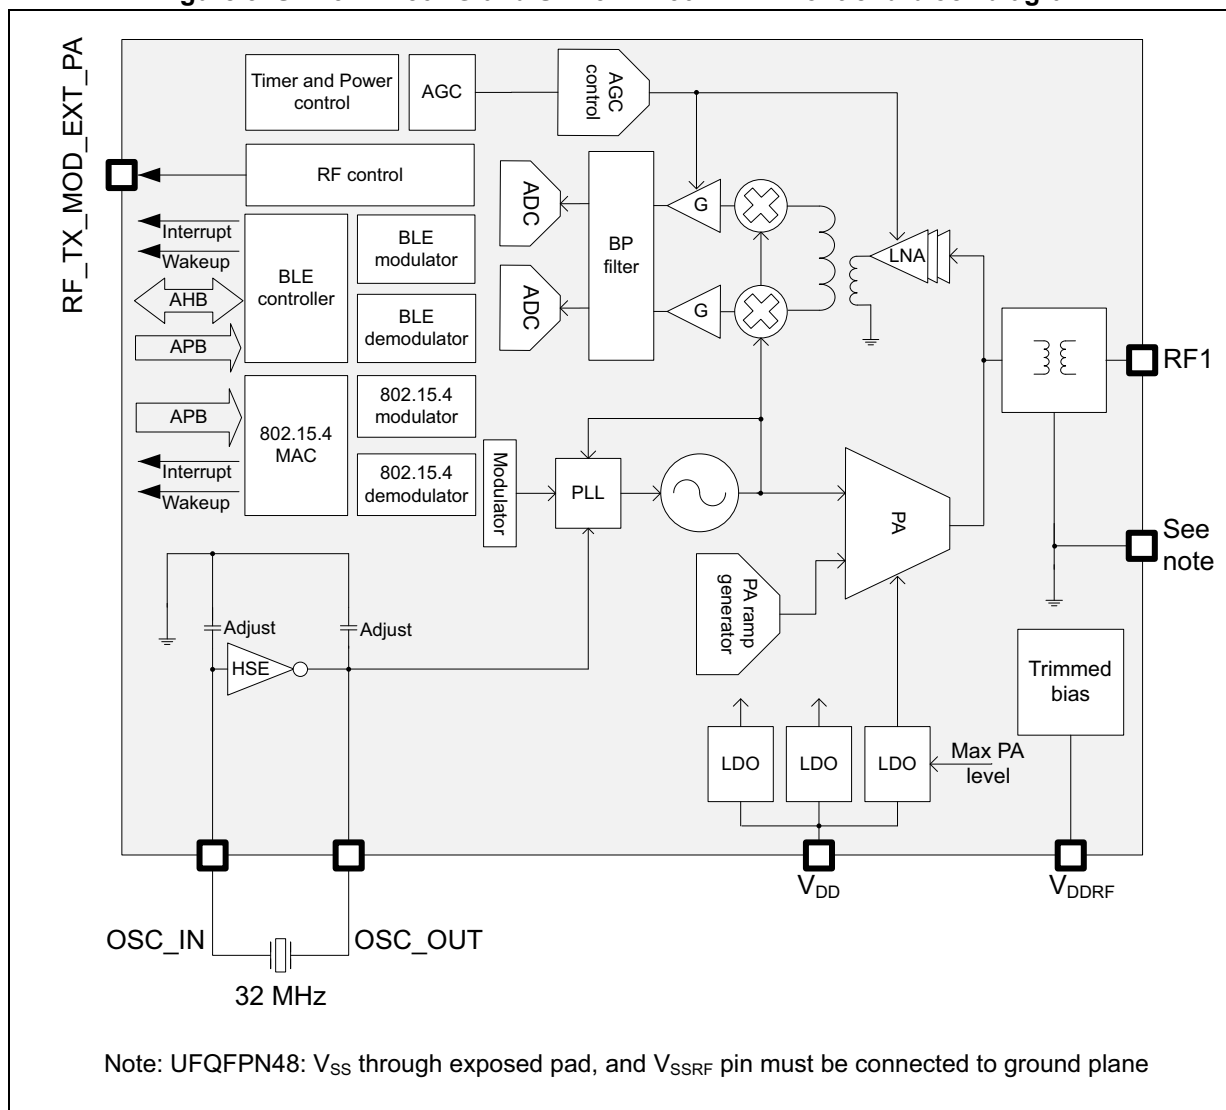 RF_TX_MOD_EXT_PA
Timer and Power
control
AGC
AGC
control
RF control
ADC
ADC
BP
filter
G
G
LNA
Interrupt
Wakeup
AHB
APB
BLE
controller
BLE
modulator
BLE
demodulator
APB
Interrupt
Wakeup
802.15.4
MAC
802.15.4
modulator
802.15.4
demodulator
Modulator
PLL
PA
PA ramp
generator
RF1
See
note
Adjust
Adjust
HSE
Trimmed
bias
LDO
LDO
LDO
Max PA
level
VDD
VDDRF
OSC_IN
OSC_OUT
32 MHz
Note: UFQFPN48: VSS through exposed pad, and VSSRF pin must be connected to ground plane